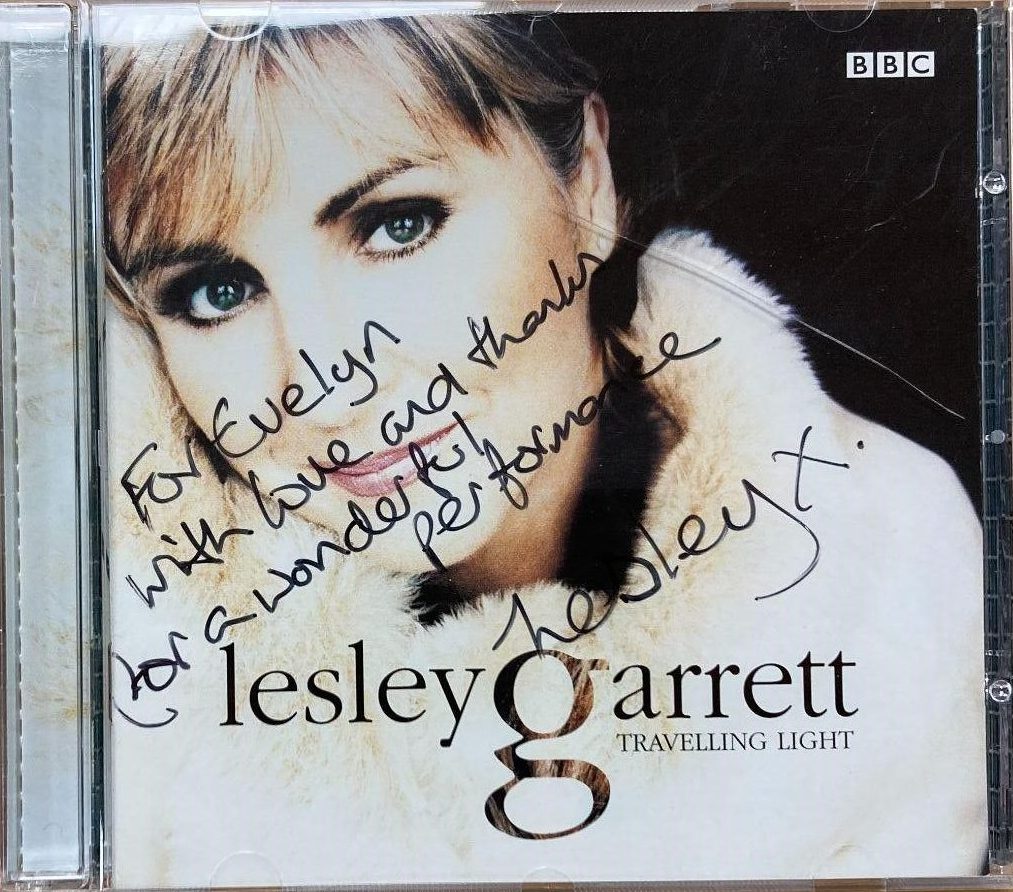 BBC
For Evelyn
with love and thanks
for a wonderful
performance
Lesley x.
lesley garrett
TRAVELLING LIGHT